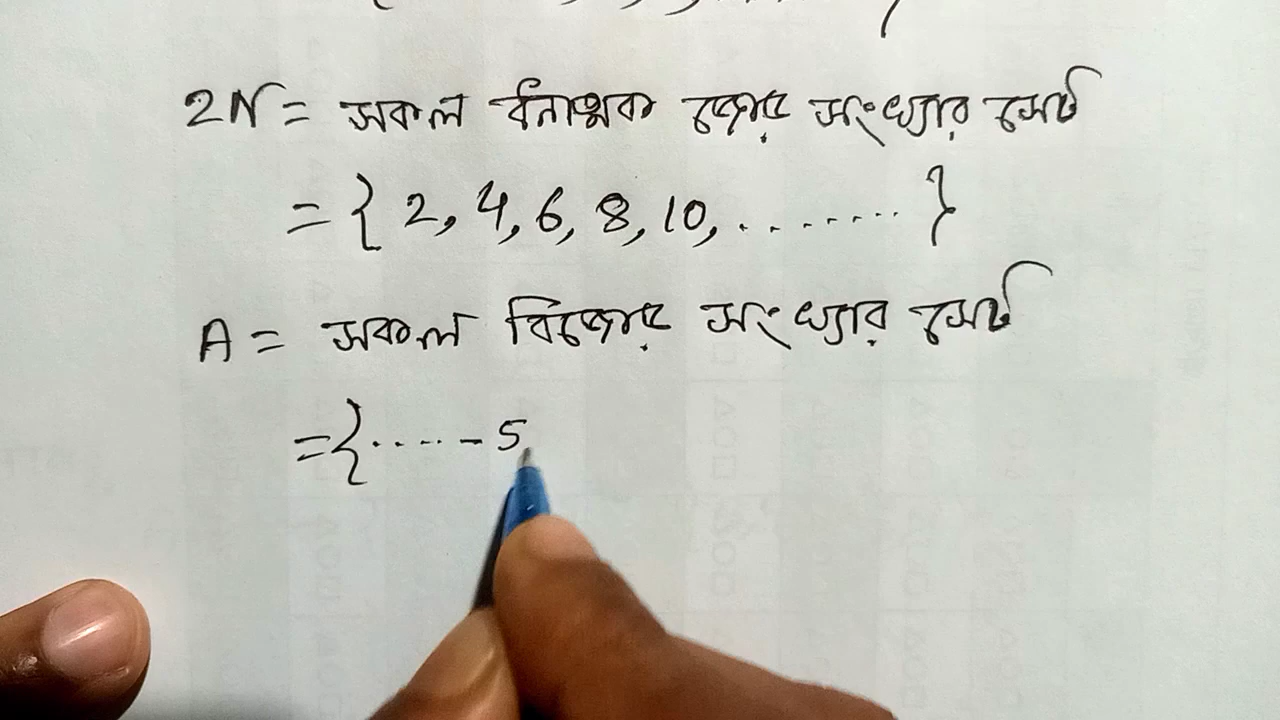 2N = সকল ধনাত্মক জোড় সংখ্যার সেট
= { 2, 4, 6, 8, 10, ........ }
A = সকল বিজোড় সংখ্যার সেট
= { ..... - 5,